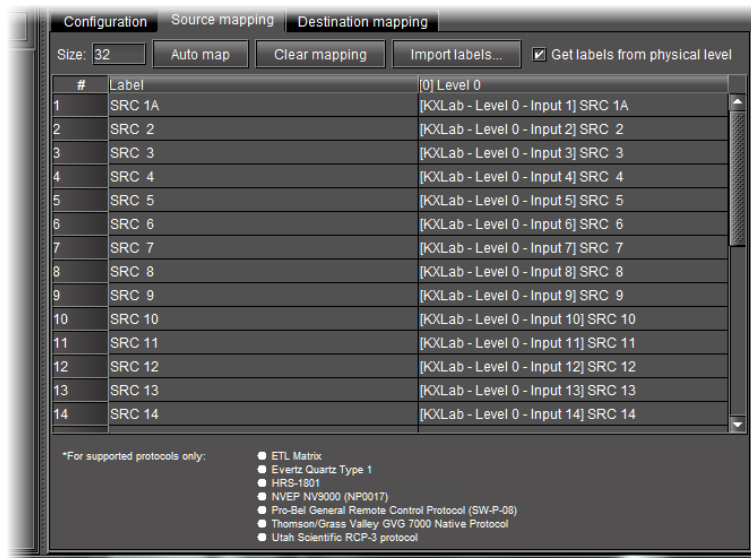 Configuration Source mapping Destination mapping
Size: 32 Auto map Clear mapping Import labels... Get labels from physical level
# Label [0] Level 0
1 SRC 1A [KXLab - Level 0 - Input 1] SRC 1A
2 SRC 2 [KXLab - Level 0 - Input 2] SRC 2
3 SRC 3 [KXLab - Level 0 - Input 3] SRC 3
4 SRC 4 [KXLab - Level 0 - Input 4] SRC 4
5 SRC 5 [KXLab - Level 0 - Input 5] SRC 5
6 SRC 6 [KXLab - Level 0 - Input 6] SRC 6
7 SRC 7 [KXLab - Level 0 - Input 7] SRC 7
8 SRC 8 [KXLab - Level 0 - Input 8] SRC 8
9 SRC 9 [KXLab - Level 0 - Input 9] SRC 9
10 SRC 10 [KXLab - Level 0 - Input 10] SRC 10
11 SRC 11 [KXLab - Level 0 - Input 11] SRC 11
12 SRC 12 [KXLab - Level 0 - Input 12] SRC 12
13 SRC 13 [KXLab - Level 0 - Input 13] SRC 13
14 SRC 14 [KXLab - Level 0 - Input 14] SRC 14
*For supported protocols only: ETL Matrix
Evertz Quartz Type 1
HRS-1801
NVEP NV9000 (NP0017)
Pro-Bel General Remote Control Protocol (SW-P-08)
Thomson/Grass Valley GVG 7000 Native Protocol
Utah Scientific RCP-3 protocol